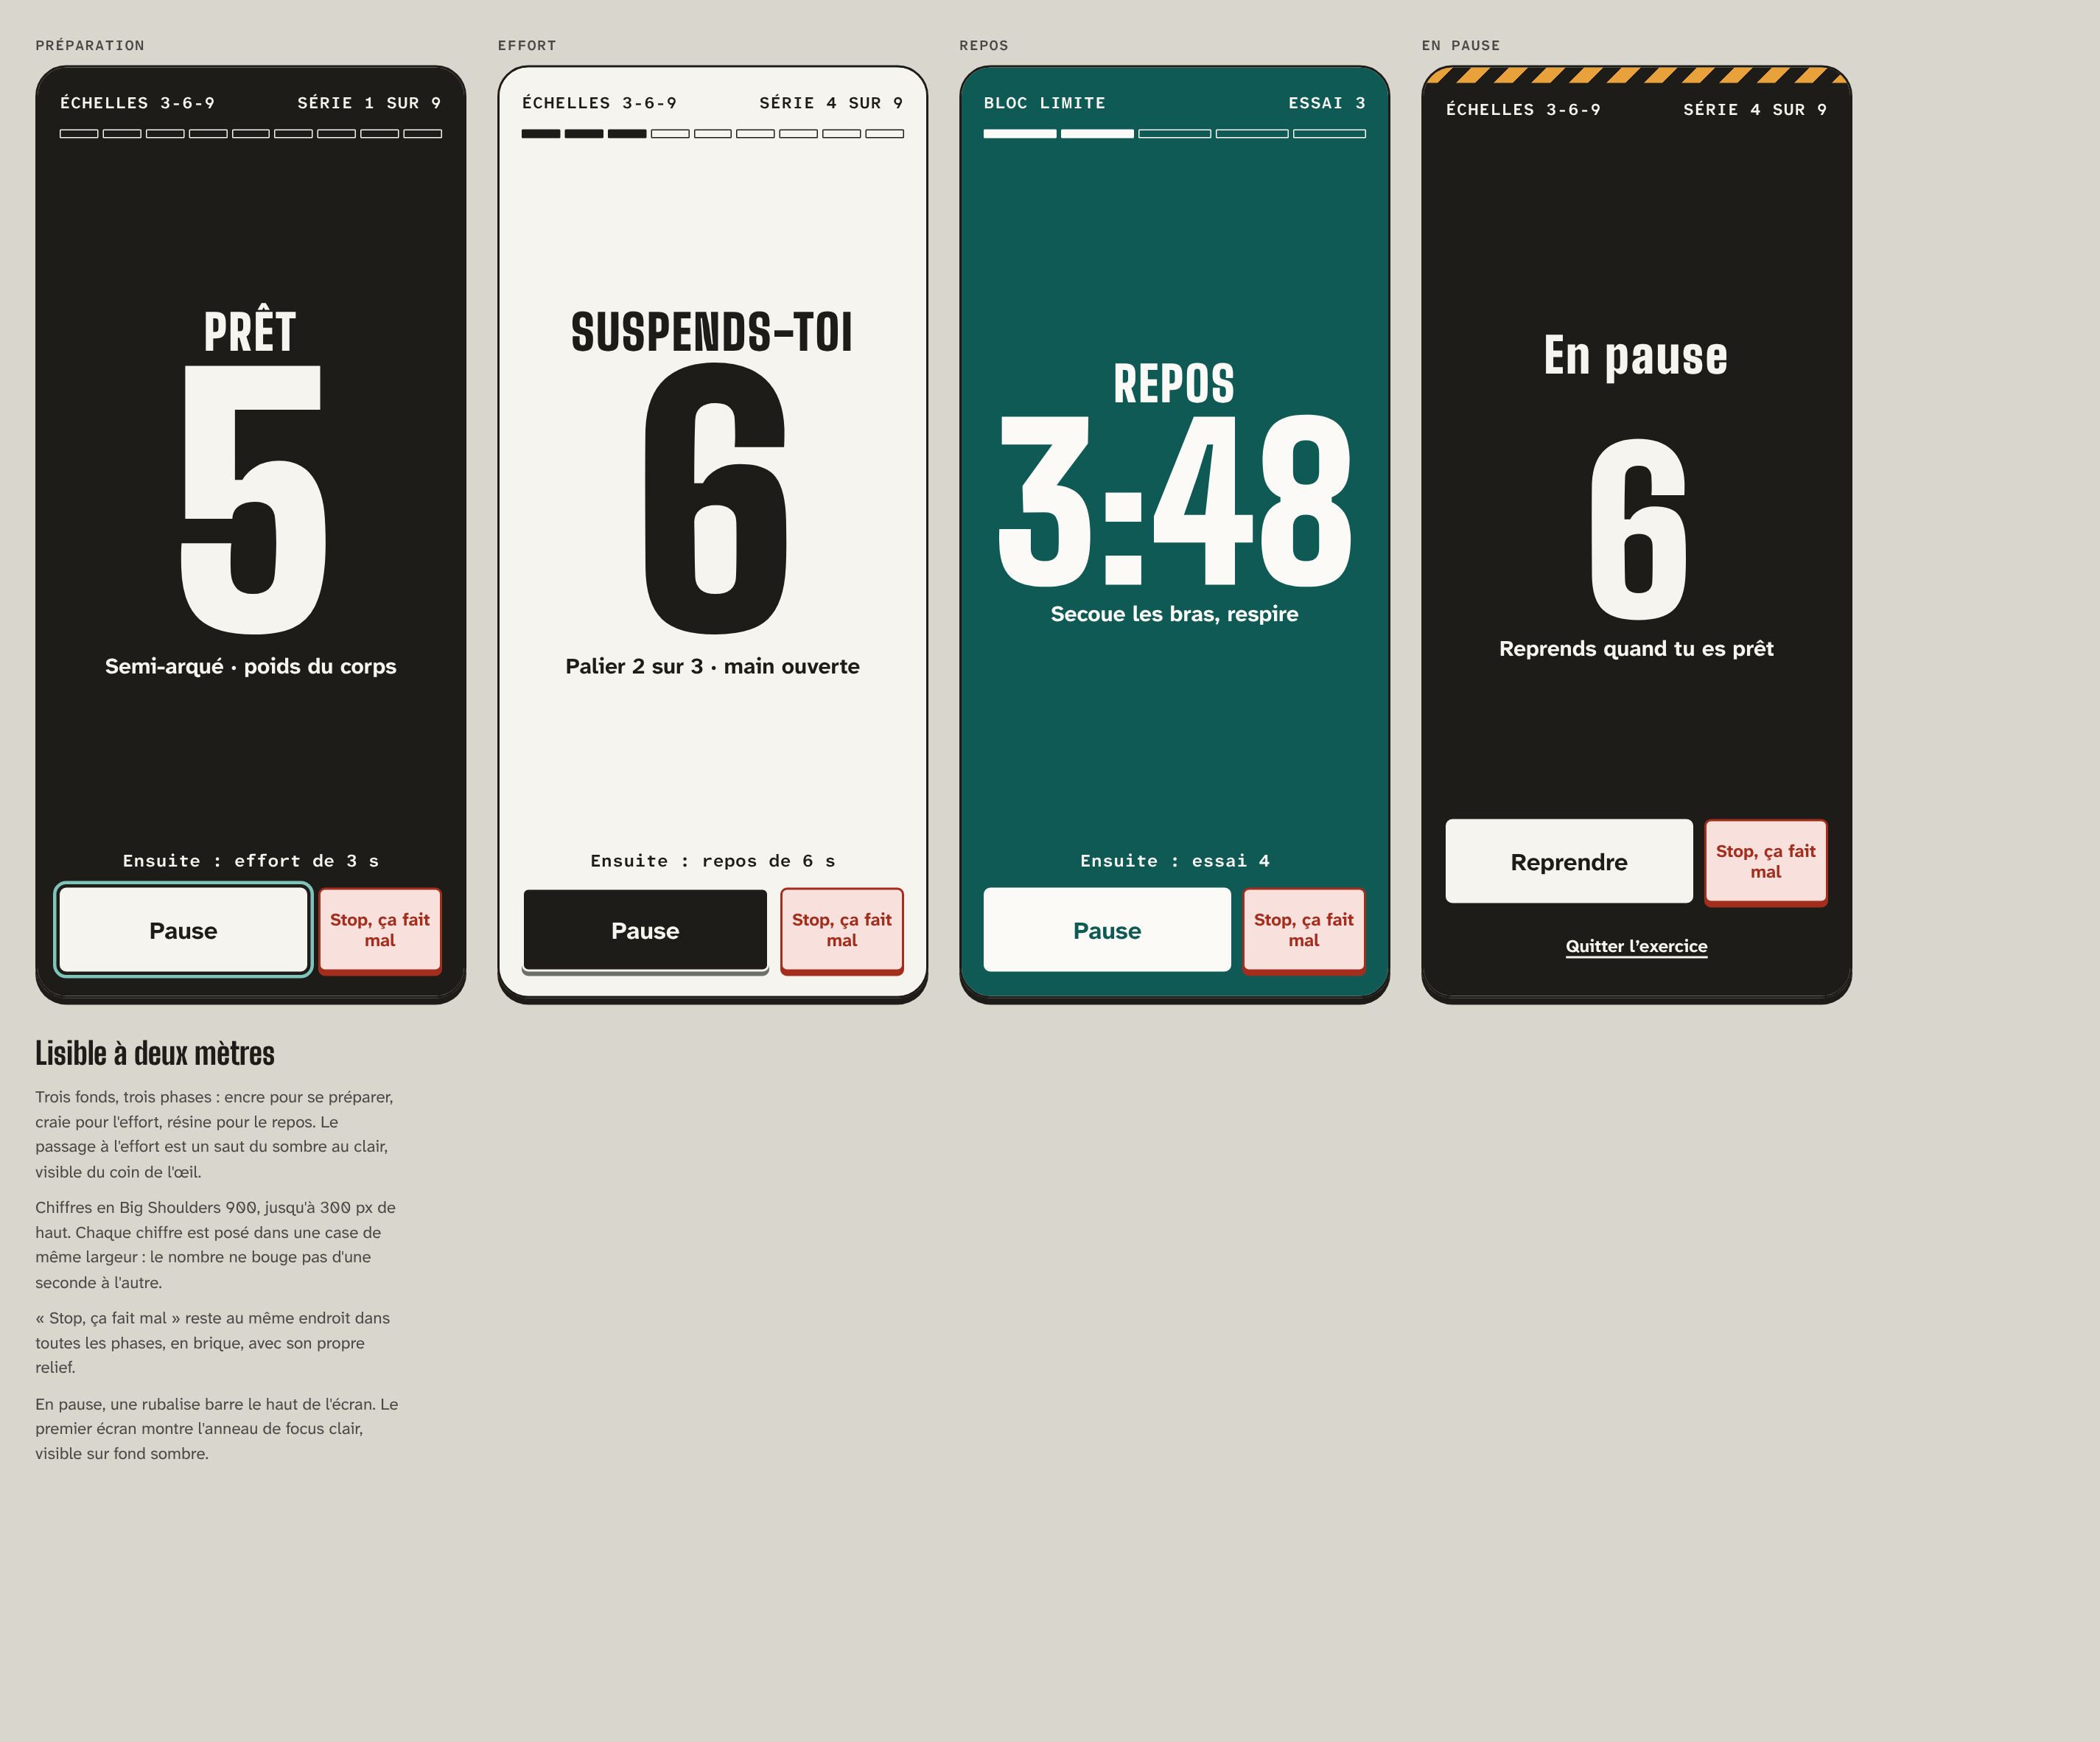 PRÉPARATION
ÉCHELLES 3-6-9
SÉRIE 1 SUR 9
PRÊT
5
Semi-arqué · poids du corps
Ensuite : effort de 3 s
Pause
Stop, ça fait
mal
EFFORT
ÉCHELLES 3-6-9
SÉRIE 4 SUR 9
SUSPENDS-TOI
6
Palier 2 sur 3 · main ouverte
Ensuite : repos de 6 s
Pause
Stop, ça fait
mal
REPOS
BLOC LIMITE
ESSAI 3
REPOS
3:48
Secoue les bras, respire
Ensuite : essai 4
Pause
Stop, ça fait
mal
EN PAUSE
ÉCHELLES 3-6-9
SÉRIE 4 SUR 9
En pause
6
Reprends quand tu es prêt
Reprendre
Stop, ça fait
mal
Quitter l’exercice
Lisible à deux mètres
Trois fonds, trois phases : encre pour se préparer,
craie pour l'effort, résine pour le repos. Le
passage à l'effort est un saut du sombre au clair,
visible du coin de l'œil.
Chiffres en Big Shoulders 900, jusqu'à 300 px de
haut. Chaque chiffre est posé dans une case de
même largeur : le nombre ne bouge pas d'une
seconde à l'autre.
« Stop, ça fait mal » reste au même endroit dans
toutes les phases, en brique, avec son propre
relief.
En pause, une rubalise barre le haut de l'écran. Le
premier écran montre l'anneau de focus clair,
visible sur fond sombre.